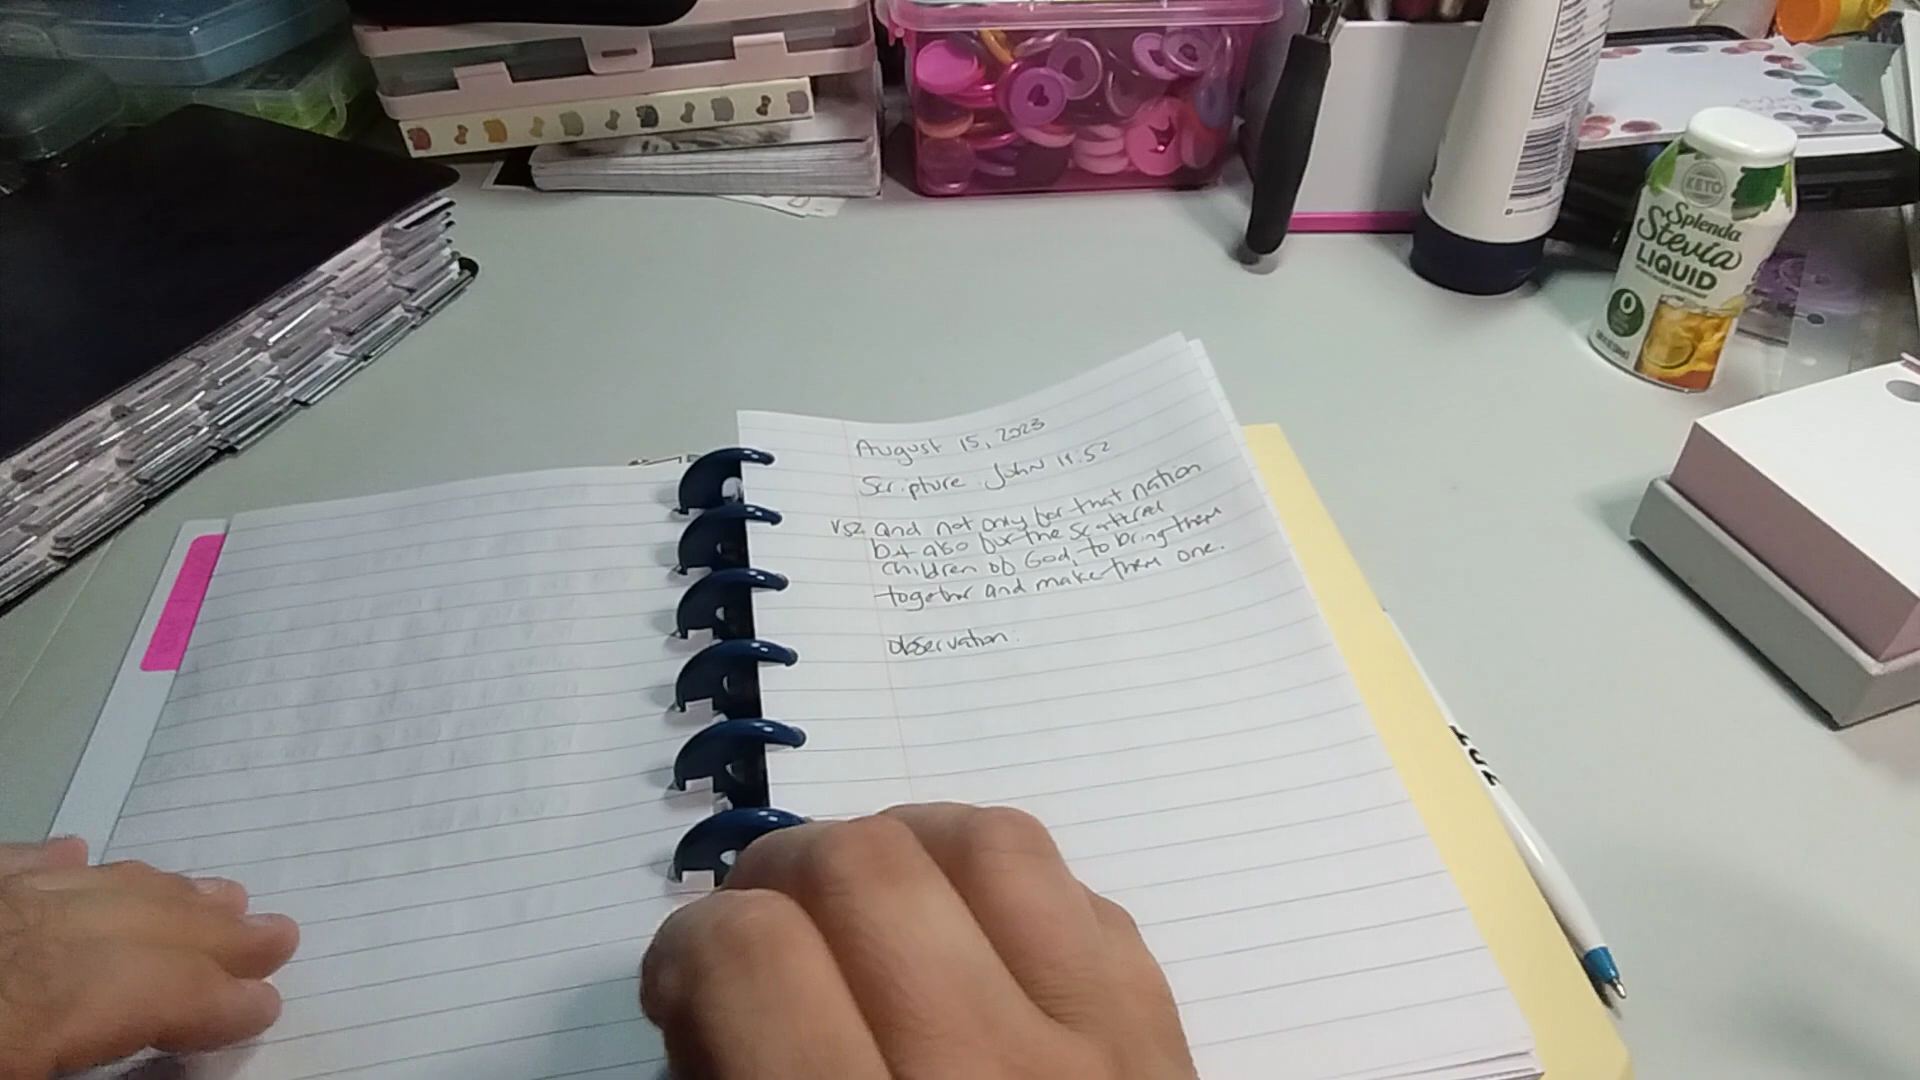 August 15, 2023
Scripture: John 11:52
V52 and not only for that nation
but also for the scattered
children of God, to bring them
together and make them one.
Observation:
KETO
Splenda
Stevia
LIQUID
0